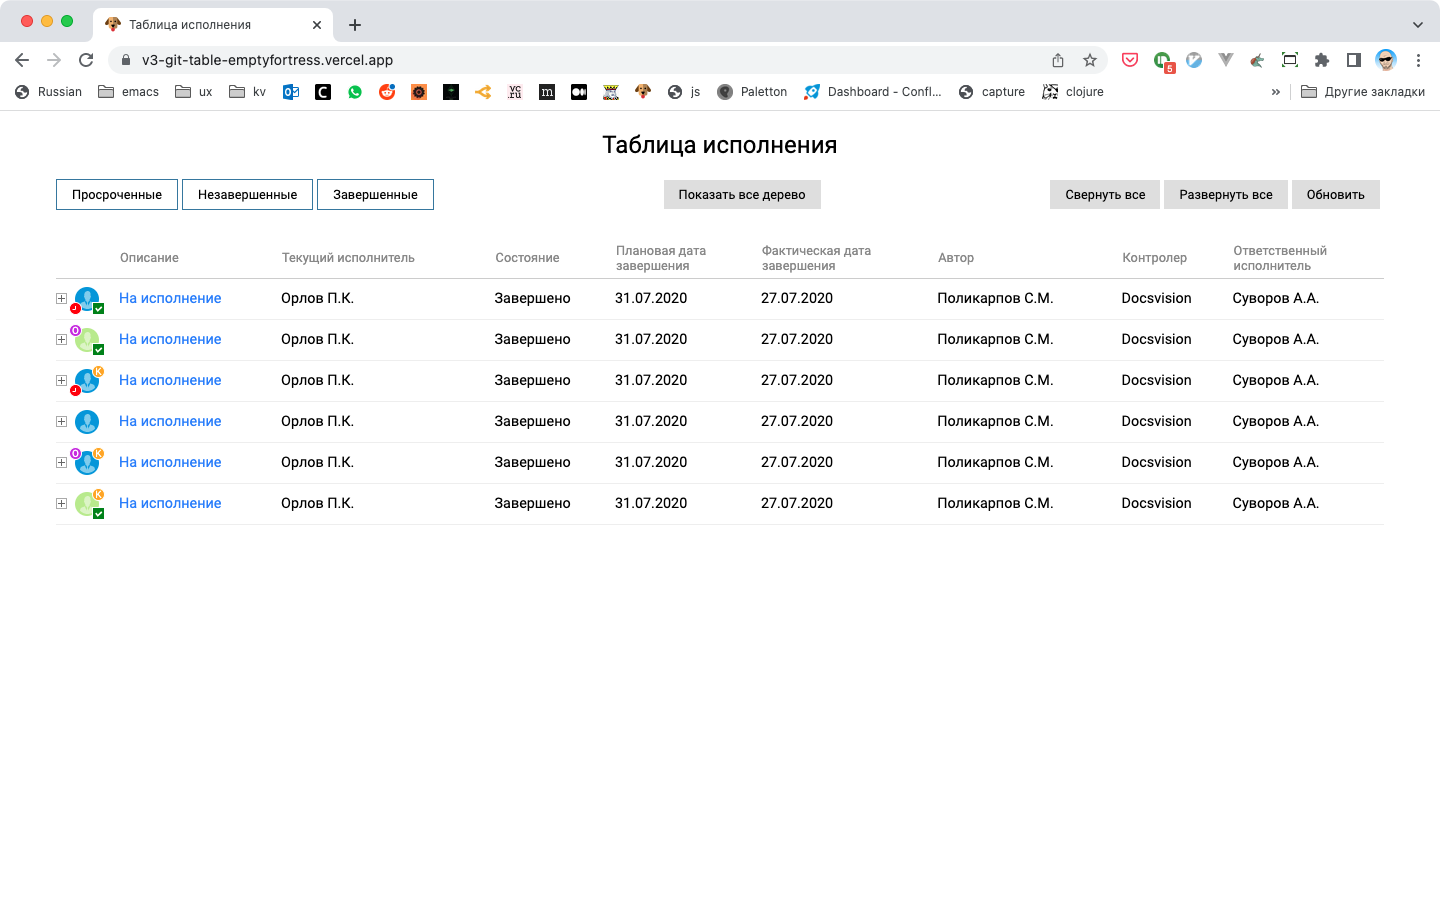 Таблица исполнения
v3-git-table-emptyfortress.vercel.app
5
Russian emacs ux kv vc.ru m js Paletton Dashboard - Confl... capture clojure » Другие закладки
Таблица исполнения
Просроченные Незавершенные Завершенные Показать все дерево Свернуть все Развернуть все Обновить
Описание Текущий исполнитель Состояние Плановая дата завершения Фактическая дата завершения Автор Контролер Ответственный исполнитель
На исполнение Орлов П.К. Завершено 31.07.2020 27.07.2020 Поликарпов С.М. Docsvision Суворов А.А.
О На исполнение Орлов П.К. Завершено 31.07.2020 27.07.2020 Поликарпов С.М. Docsvision Суворов А.А.
К На исполнение Орлов П.К. Завершено 31.07.2020 27.07.2020 Поликарпов С.М. Docsvision Суворов А.А.
На исполнение Орлов П.К. Завершено 31.07.2020 27.07.2020 Поликарпов С.М. Docsvision Суворов А.А.
О К На исполнение Орлов П.К. Завершено 31.07.2020 27.07.2020 Поликарпов С.М. Docsvision Суворов А.А.
К На исполнение Орлов П.К. Завершено 31.07.2020 27.07.2020 Поликарпов С.М. Docsvision Суворов А.А.